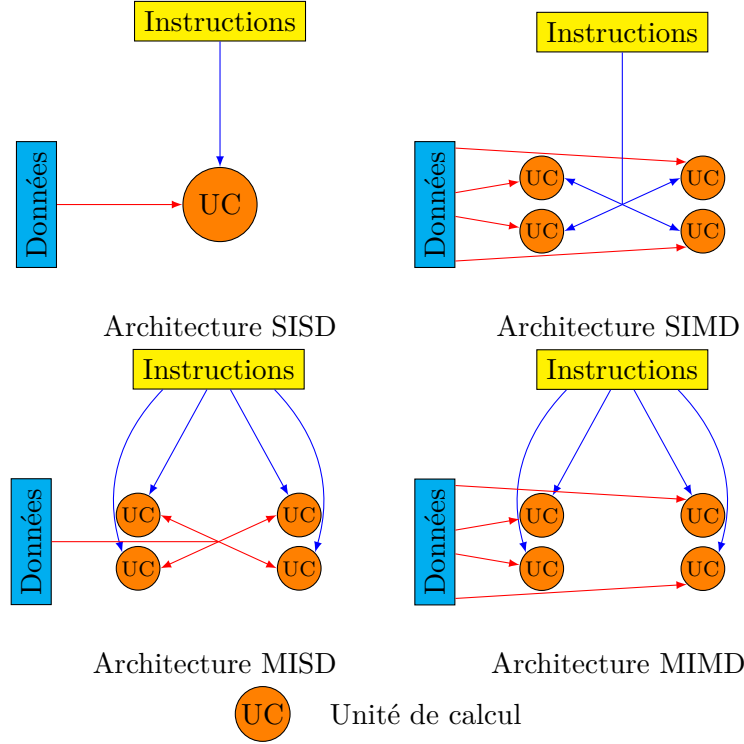 Instructions
Données
UC
Architecture SISD
Instructions
Données
UC
UC
UC
UC
Architecture SIMD
Instructions
Données
UC
UC
UC
UC
Architecture MISD
Instructions
Données
UC
UC
UC
UC
Architecture MIMD
UC
Unité de calcul